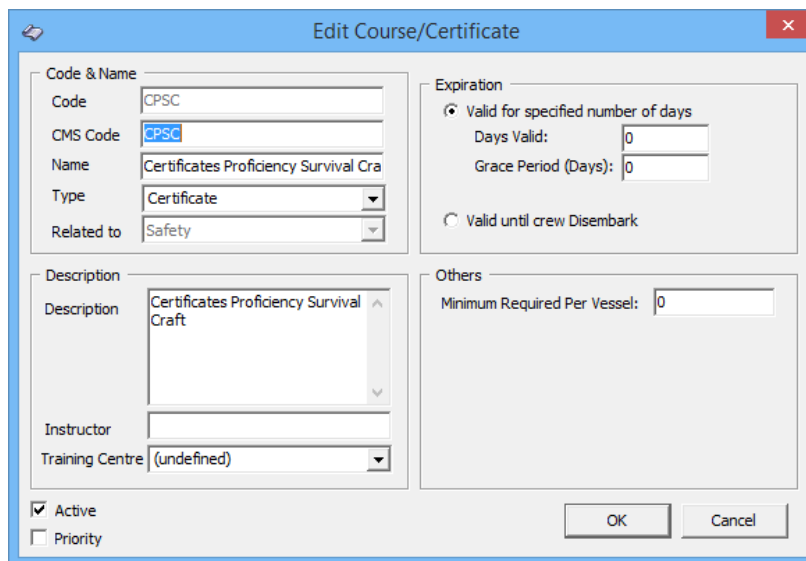 Edit Course/Certificate
Code & Name
Code CPSC
CMS Code CPSC
Name Certificates Proficiency Survival Cra
Type Certificate
Related to Safety
Expiration
Valid for specified number of days
Days Valid: 0
Grace Period (Days): 0
Valid until crew Disembark
Description
Description Certificates Proficiency Survival
Craft
Instructor
Training Centre (undefined)
Others
Minimum Required Per Vessel: 0
Active
Priority
OK Cancel